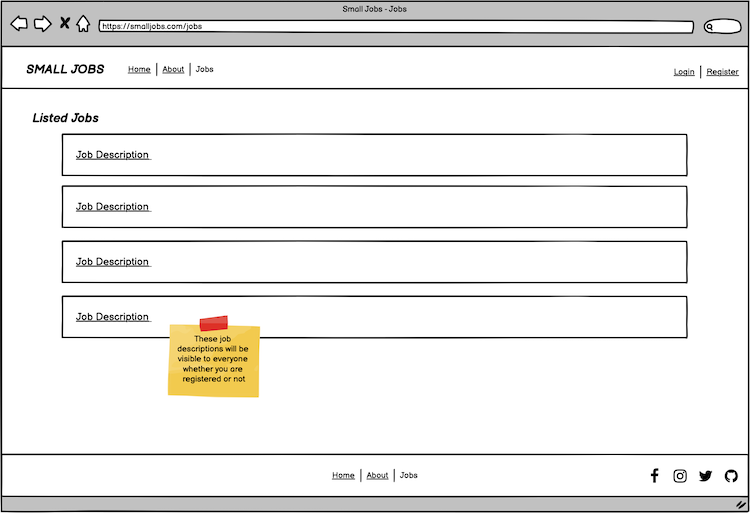 Small Jobs - Jobs
https://smalljobs.com/jobs
SMALL JOBS
Home | About | Jobs
Login | Register
Listed Jobs
Job Description
Job Description
Job Description
Job Description
These job
descriptions will be
visible to everyone
whether you are
registered or not
Home | About | Jobs